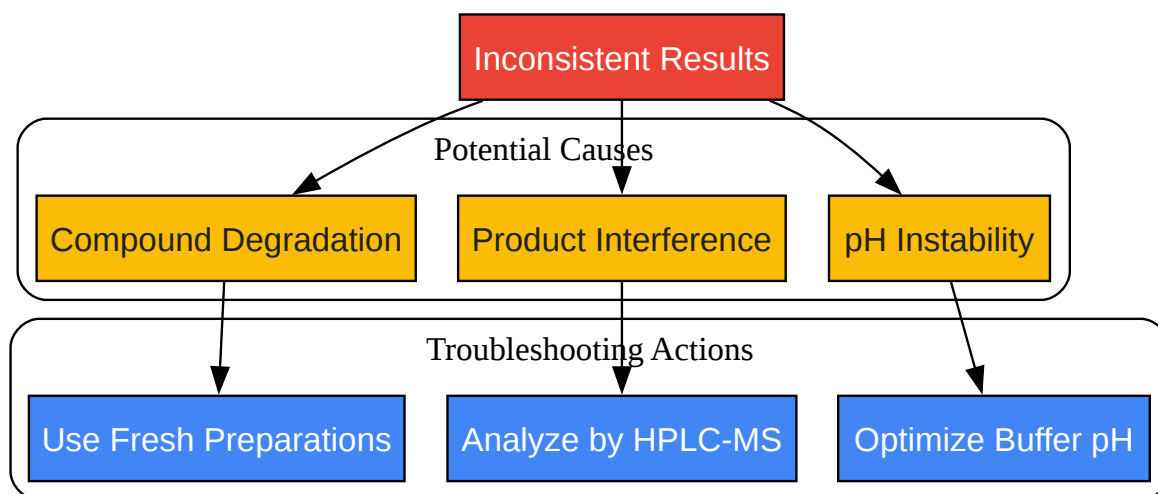 Inconsistent Results
Potential Causes
Compound Degradation
Product Interference
pH Instability
Troubleshooting Actions
Use Fresh Preparations
Analyze by HPLC-MS
Optimize Buffer pH